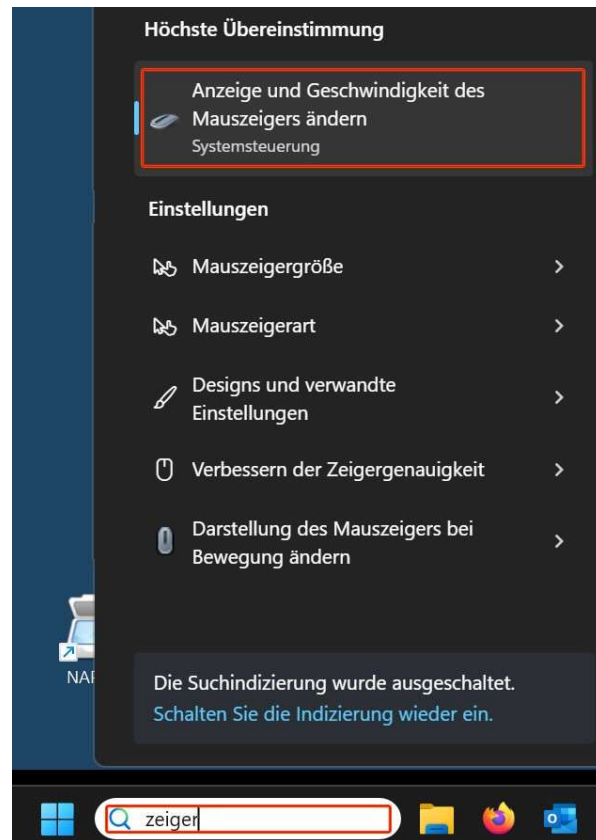 Höchste Übereinstimmung
Anzeige und Geschwindigkeit des
Mauszeigers ändern
Systemsteuerung
Einstellungen
Mauszeigergröße
Mauszeigerart
Designs und verwandte
Einstellungen
Verbessern der Zeigergenauigkeit
Darstellung des Mauszeigers bei
Bewegung ändern
Die Suchindizierung wurde ausgeschaltet.
Schalten Sie die Indizierung wieder ein.
zeiger